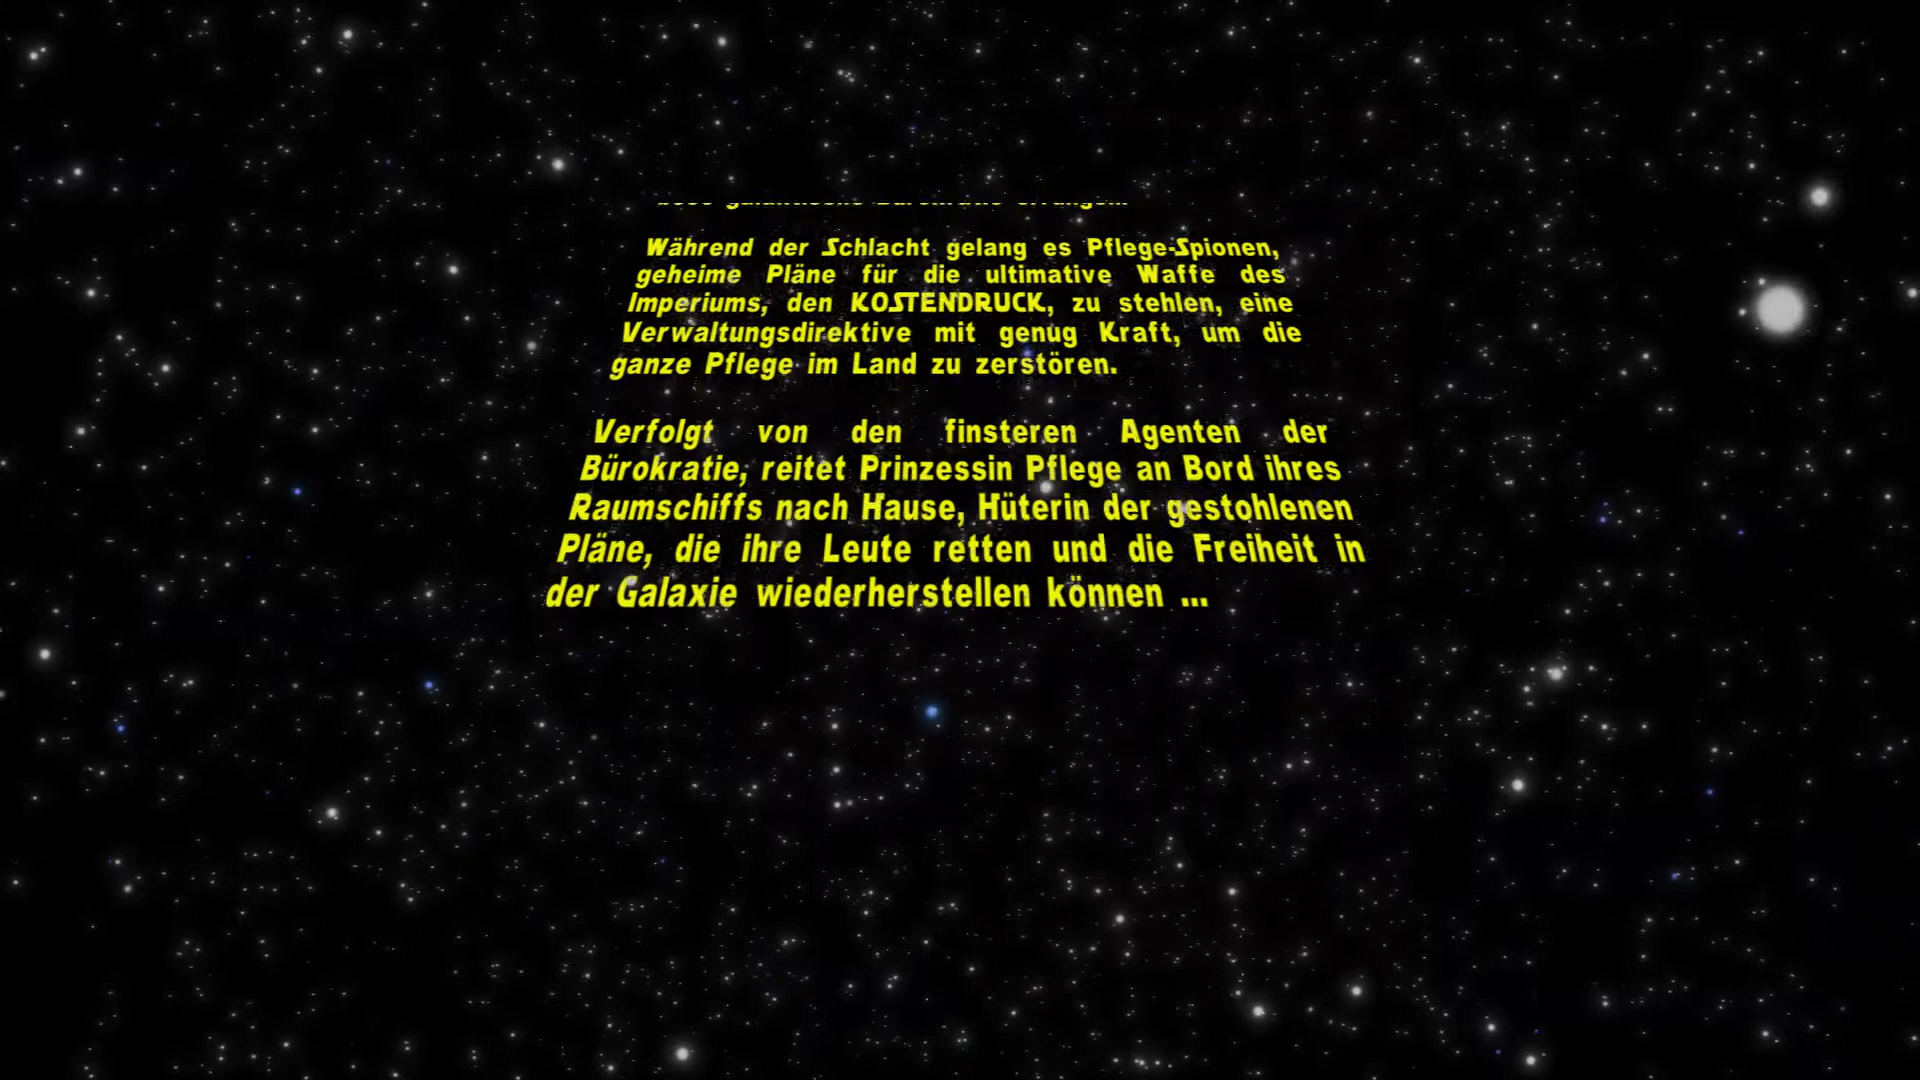 Während der Schlacht gelang es Pflege-Spionen,
geheime Pläne für die ultimative Waffe des
Imperiums, den KOSTENDRUCK, zu stehlen, eine
Verwaltungsdirektive mit genug Kraft, um die
ganze Pflege im Land zu zerstören.
Verfolgt von den finsteren Agenten der
Bürokratie, reitet Prinzessin Pflege an Bord ihres
Raumschiffs nach Hause, Hüterin der gestohlenen
Pläne, die ihre Leute retten und die Freiheit in
der Galaxie wiederherstellen können ...